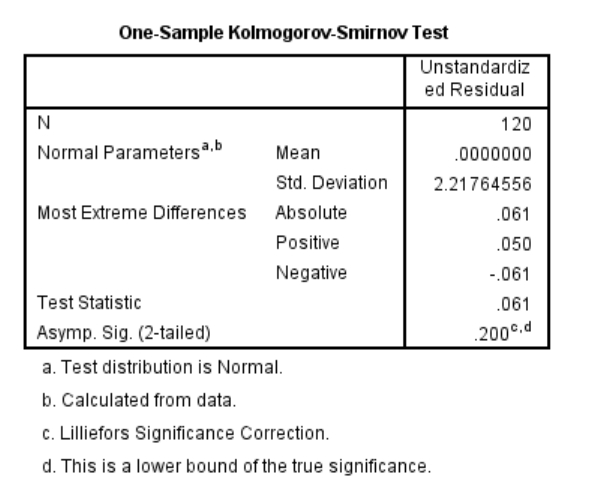 One-Sample Kolmogorov-Smirnov Test
Unstandardiz
ed Residual
N 120
Normal Parametersa,b Mean .0000000
Std. Deviation 2.21764556
Most Extreme Differences Absolute .061
Positive .050
Negative -.061
Test Statistic .061
Asymp. Sig. (2-tailed) .200c,d
a. Test distribution is Normal.
b. Calculated from data.
c. Lilliefors Significance Correction.
d. This is a lower bound of the true significance.